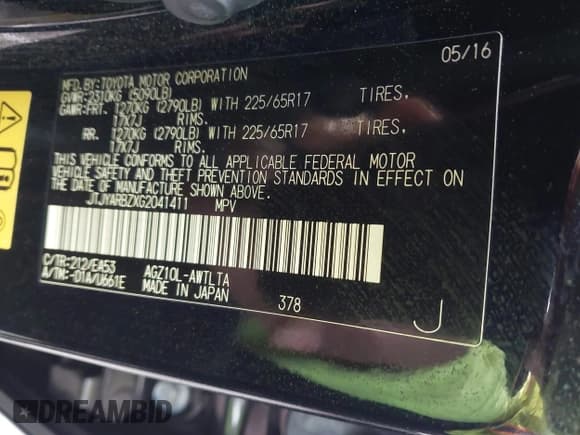 05/16
MFD.BY:TOYOTA MOTOR CORPORATION
GVWR-2310KG (5090LB)
GAWR-FRT. 1270KG (2790LB) WITH 225/65R17 TIRES,
17X7J RIMS.
RR. 1270KG (2790LB) WITH 225/65R17 TIRES,
17X7J RIMS.
THIS VEHICLE CONFORMS TO ALL APPLICABLE FEDERAL MOTOR
VEHICLE SAFETY AND THEFT PREVENTION STANDARDS IN EFFECT ON
THE DATE OF MANUFACTURE SHOWN ABOVE.
JTJYARBZXG2041411 MPV
C/TR:212/EA53 AGZ10L-AWTLTA
A/TM:-01A/U661E MADE IN JAPAN
378 J
DREAMBID